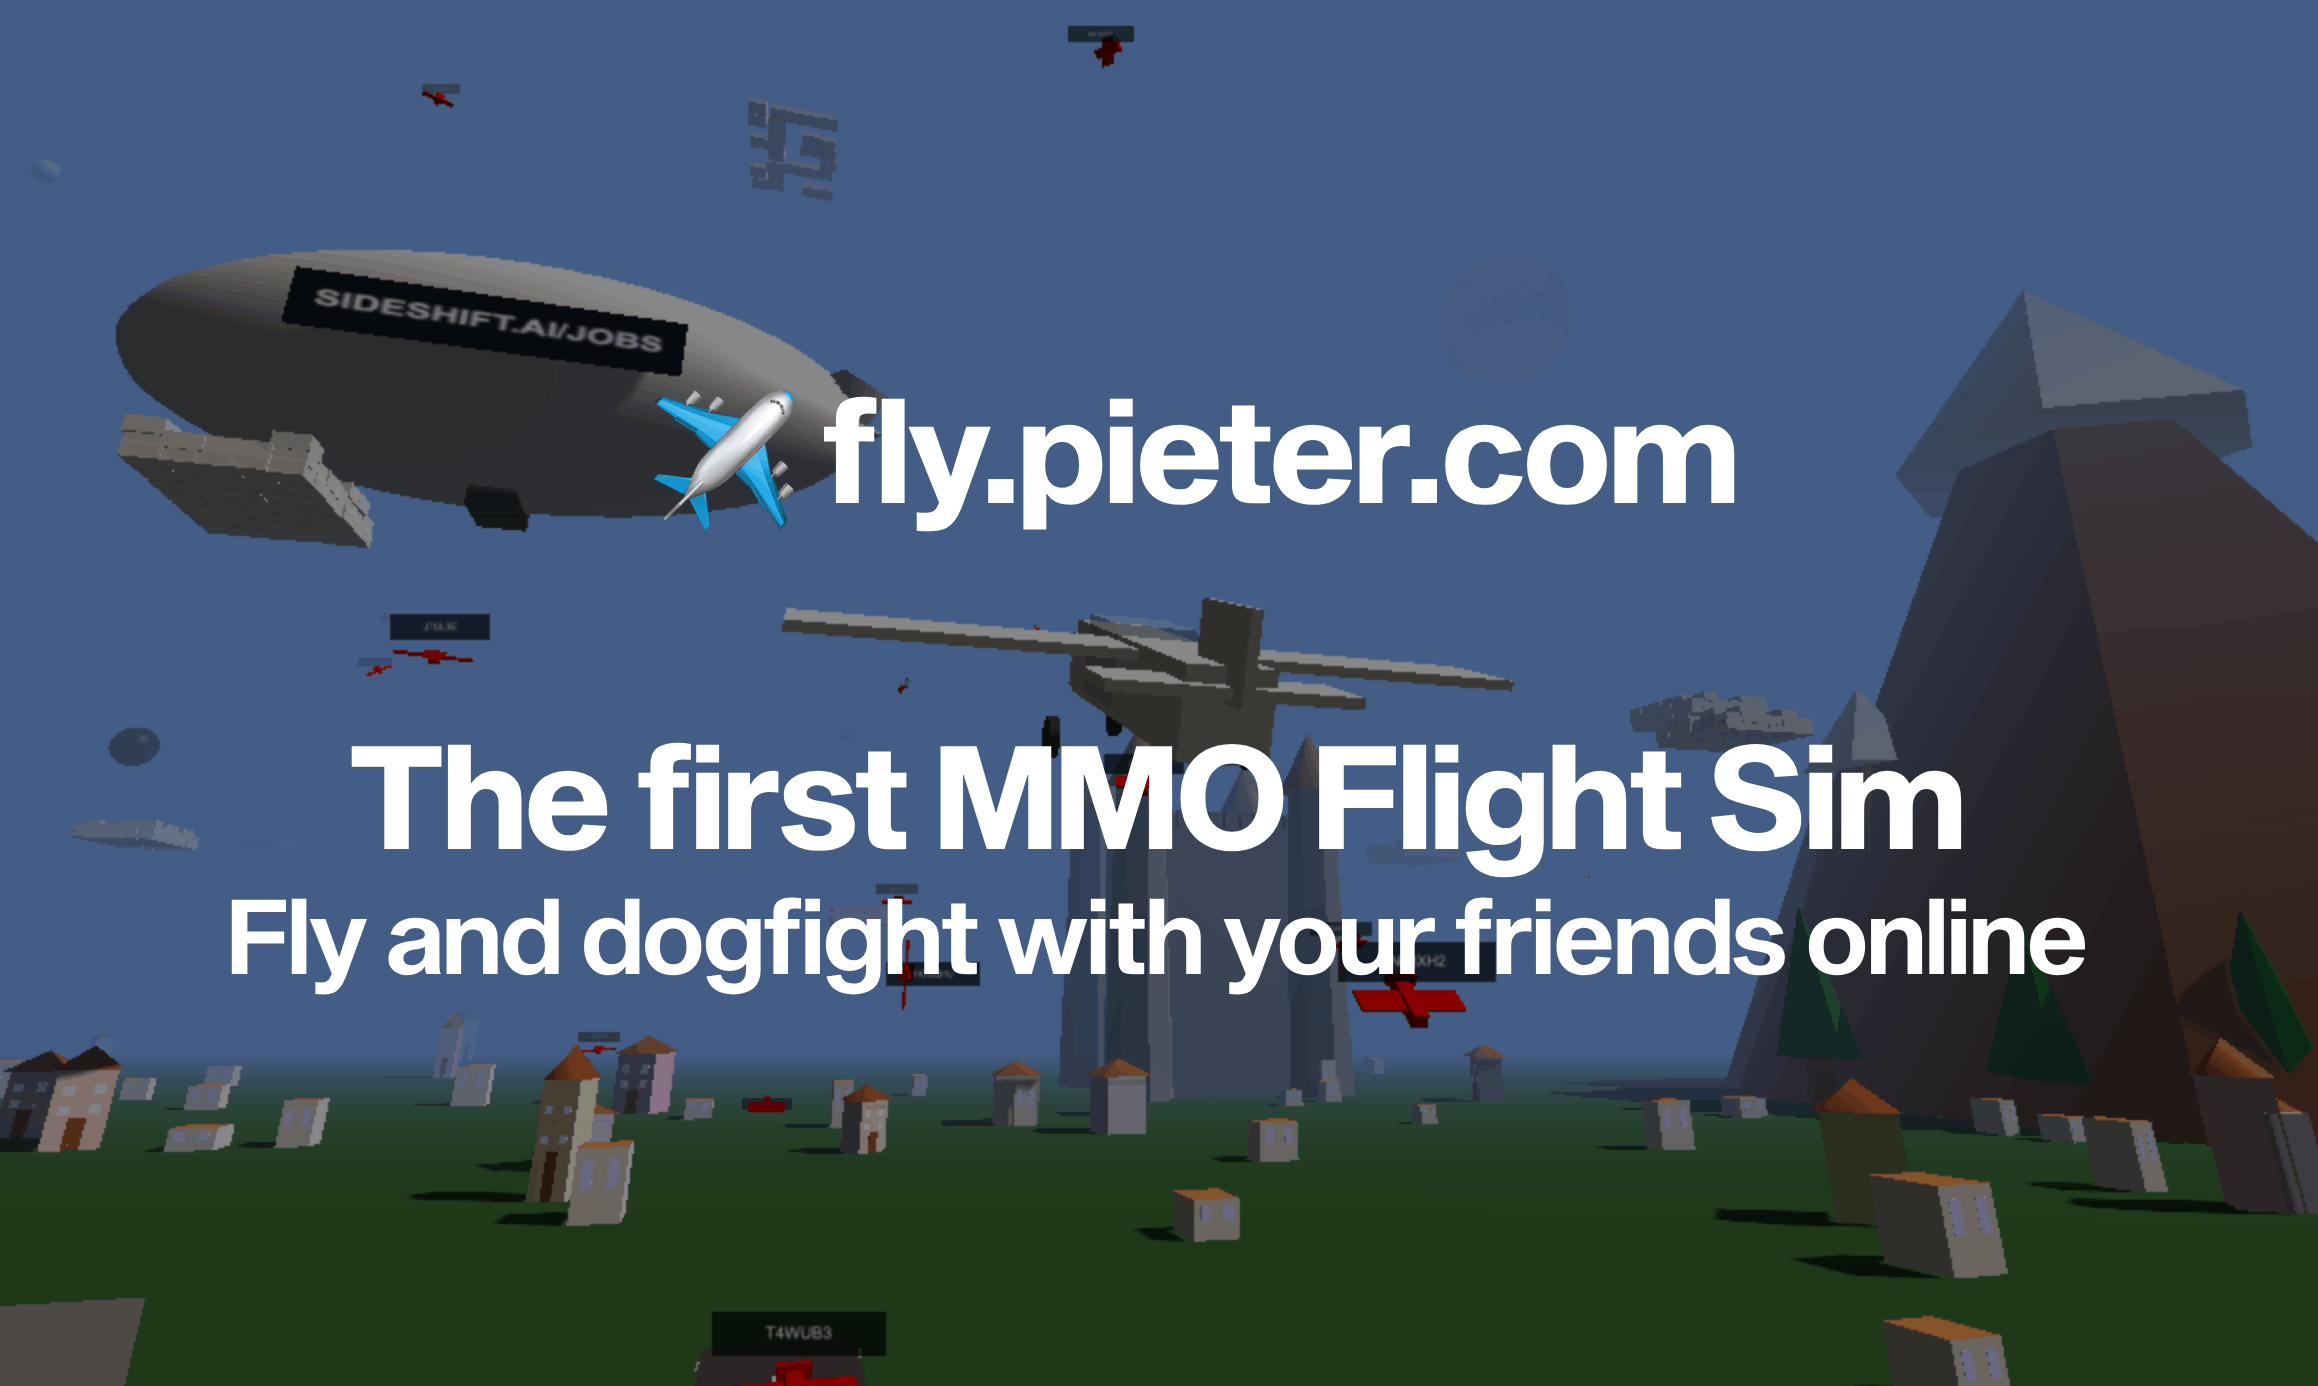 SIDESHIFT.AI/JOBS
fly.pieter.com
The first MMO Flight Sim
Fly and dogfight with your friends online
T4WUB3